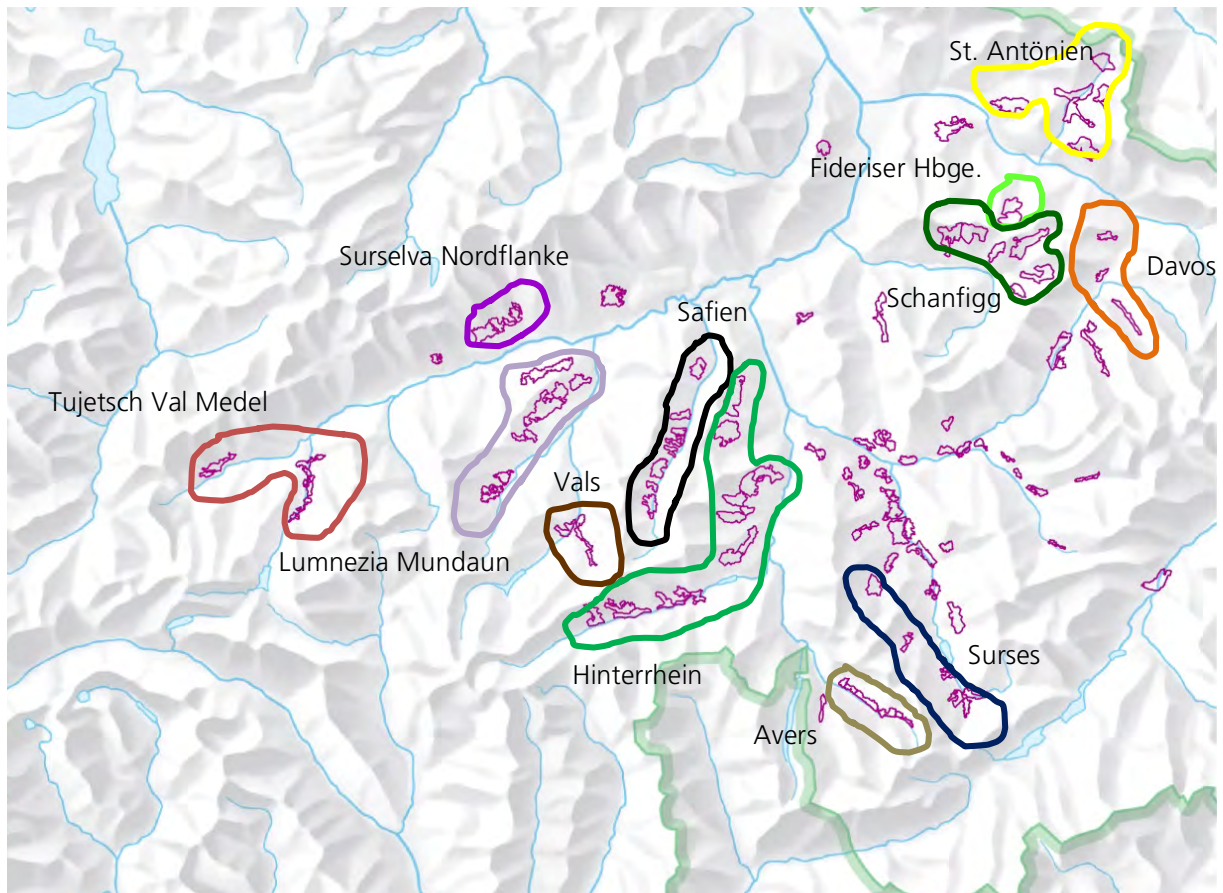 St. Antönien
Fideriser Hbge.
Surselva Nordflanke
Davos
Schanfigg
Safien
Tujetsch Val Medel
Vals
Lumnezia Mundaun
Surses
Hinterrhein
Avers